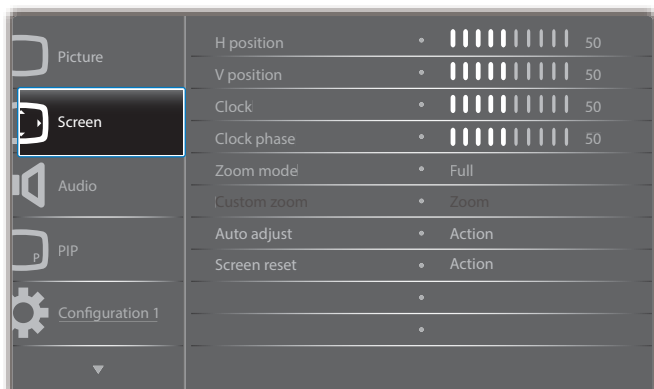 Picture
Screen
Audio
P
PIP
Configuration 1
H position • 50
V position • 50
Clock • 50
Clock phase • 50
Zoom mode • Full
Custom zoom • Zoom
Auto adjust • Action
Screen reset • Action